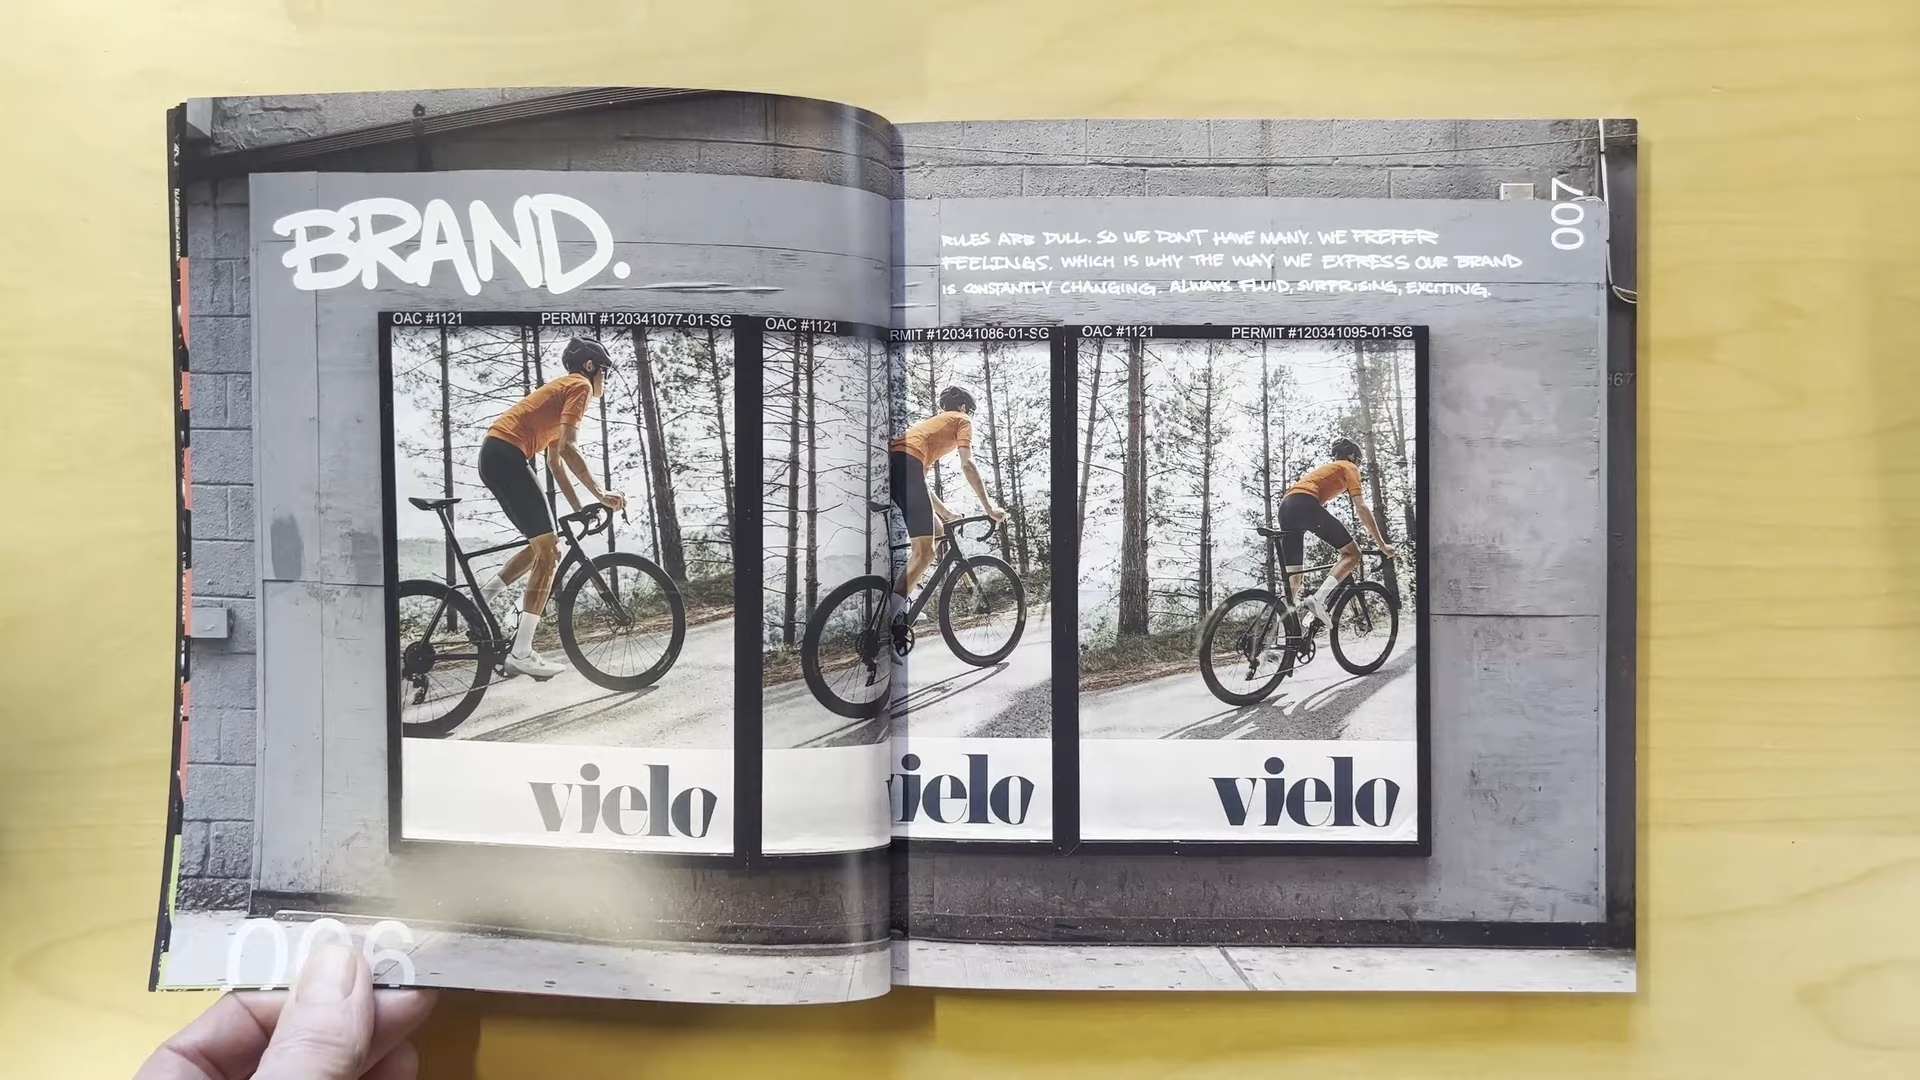 BRAND.
RULES ARE DULL. SO WE DON'T HAVE MANY. WE PREFER
FEELINGS. WHICH IS WHY THE WAY WE EXPRESS OUR BRAND
IS CONSTANTLY CHANGING. ALWAYS FLUID, SURPRISING, EXCITING.
007
OAC #1121 PERMIT #120341077-01-SG
OAC #1121 RMIT #120341086-01-SG
OAC #1121 PERMIT #120341095-01-SG
vielo
vielo
vielo
006